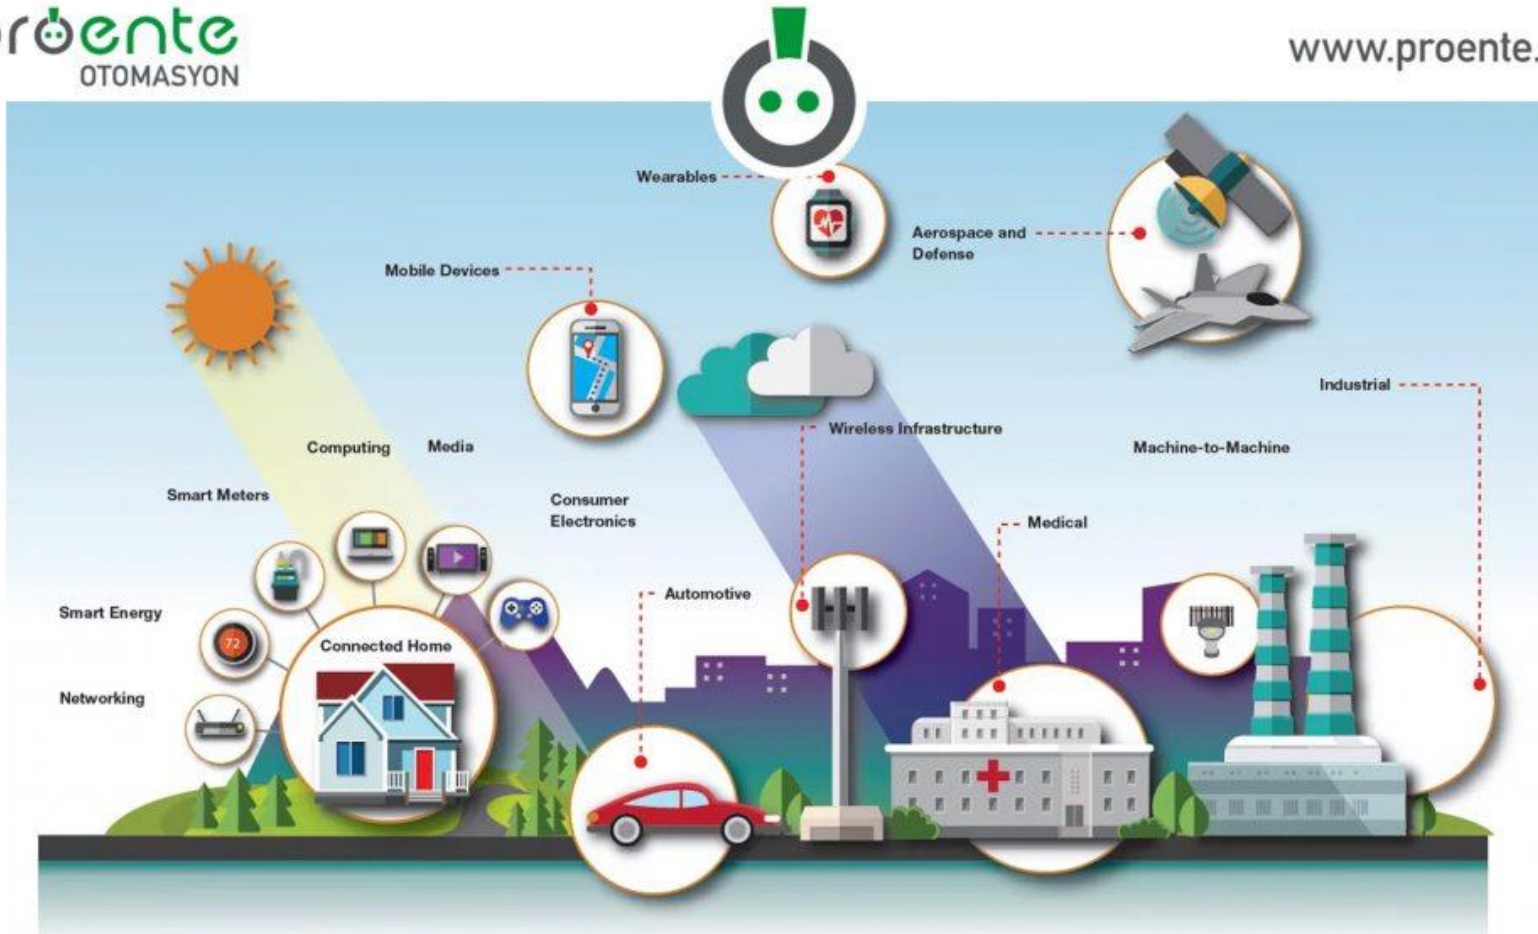 proente
OTOMASYON
www.proente.
Wearables
Aerospace and
Defense
Mobile Devices
Industrial
Wireless Infrastructure
Computing
Media
Machine-to-Machine
Smart Meters
Consumer
Electronics
Medical
Automotive
Smart Energy
72
Connected Home
Networking